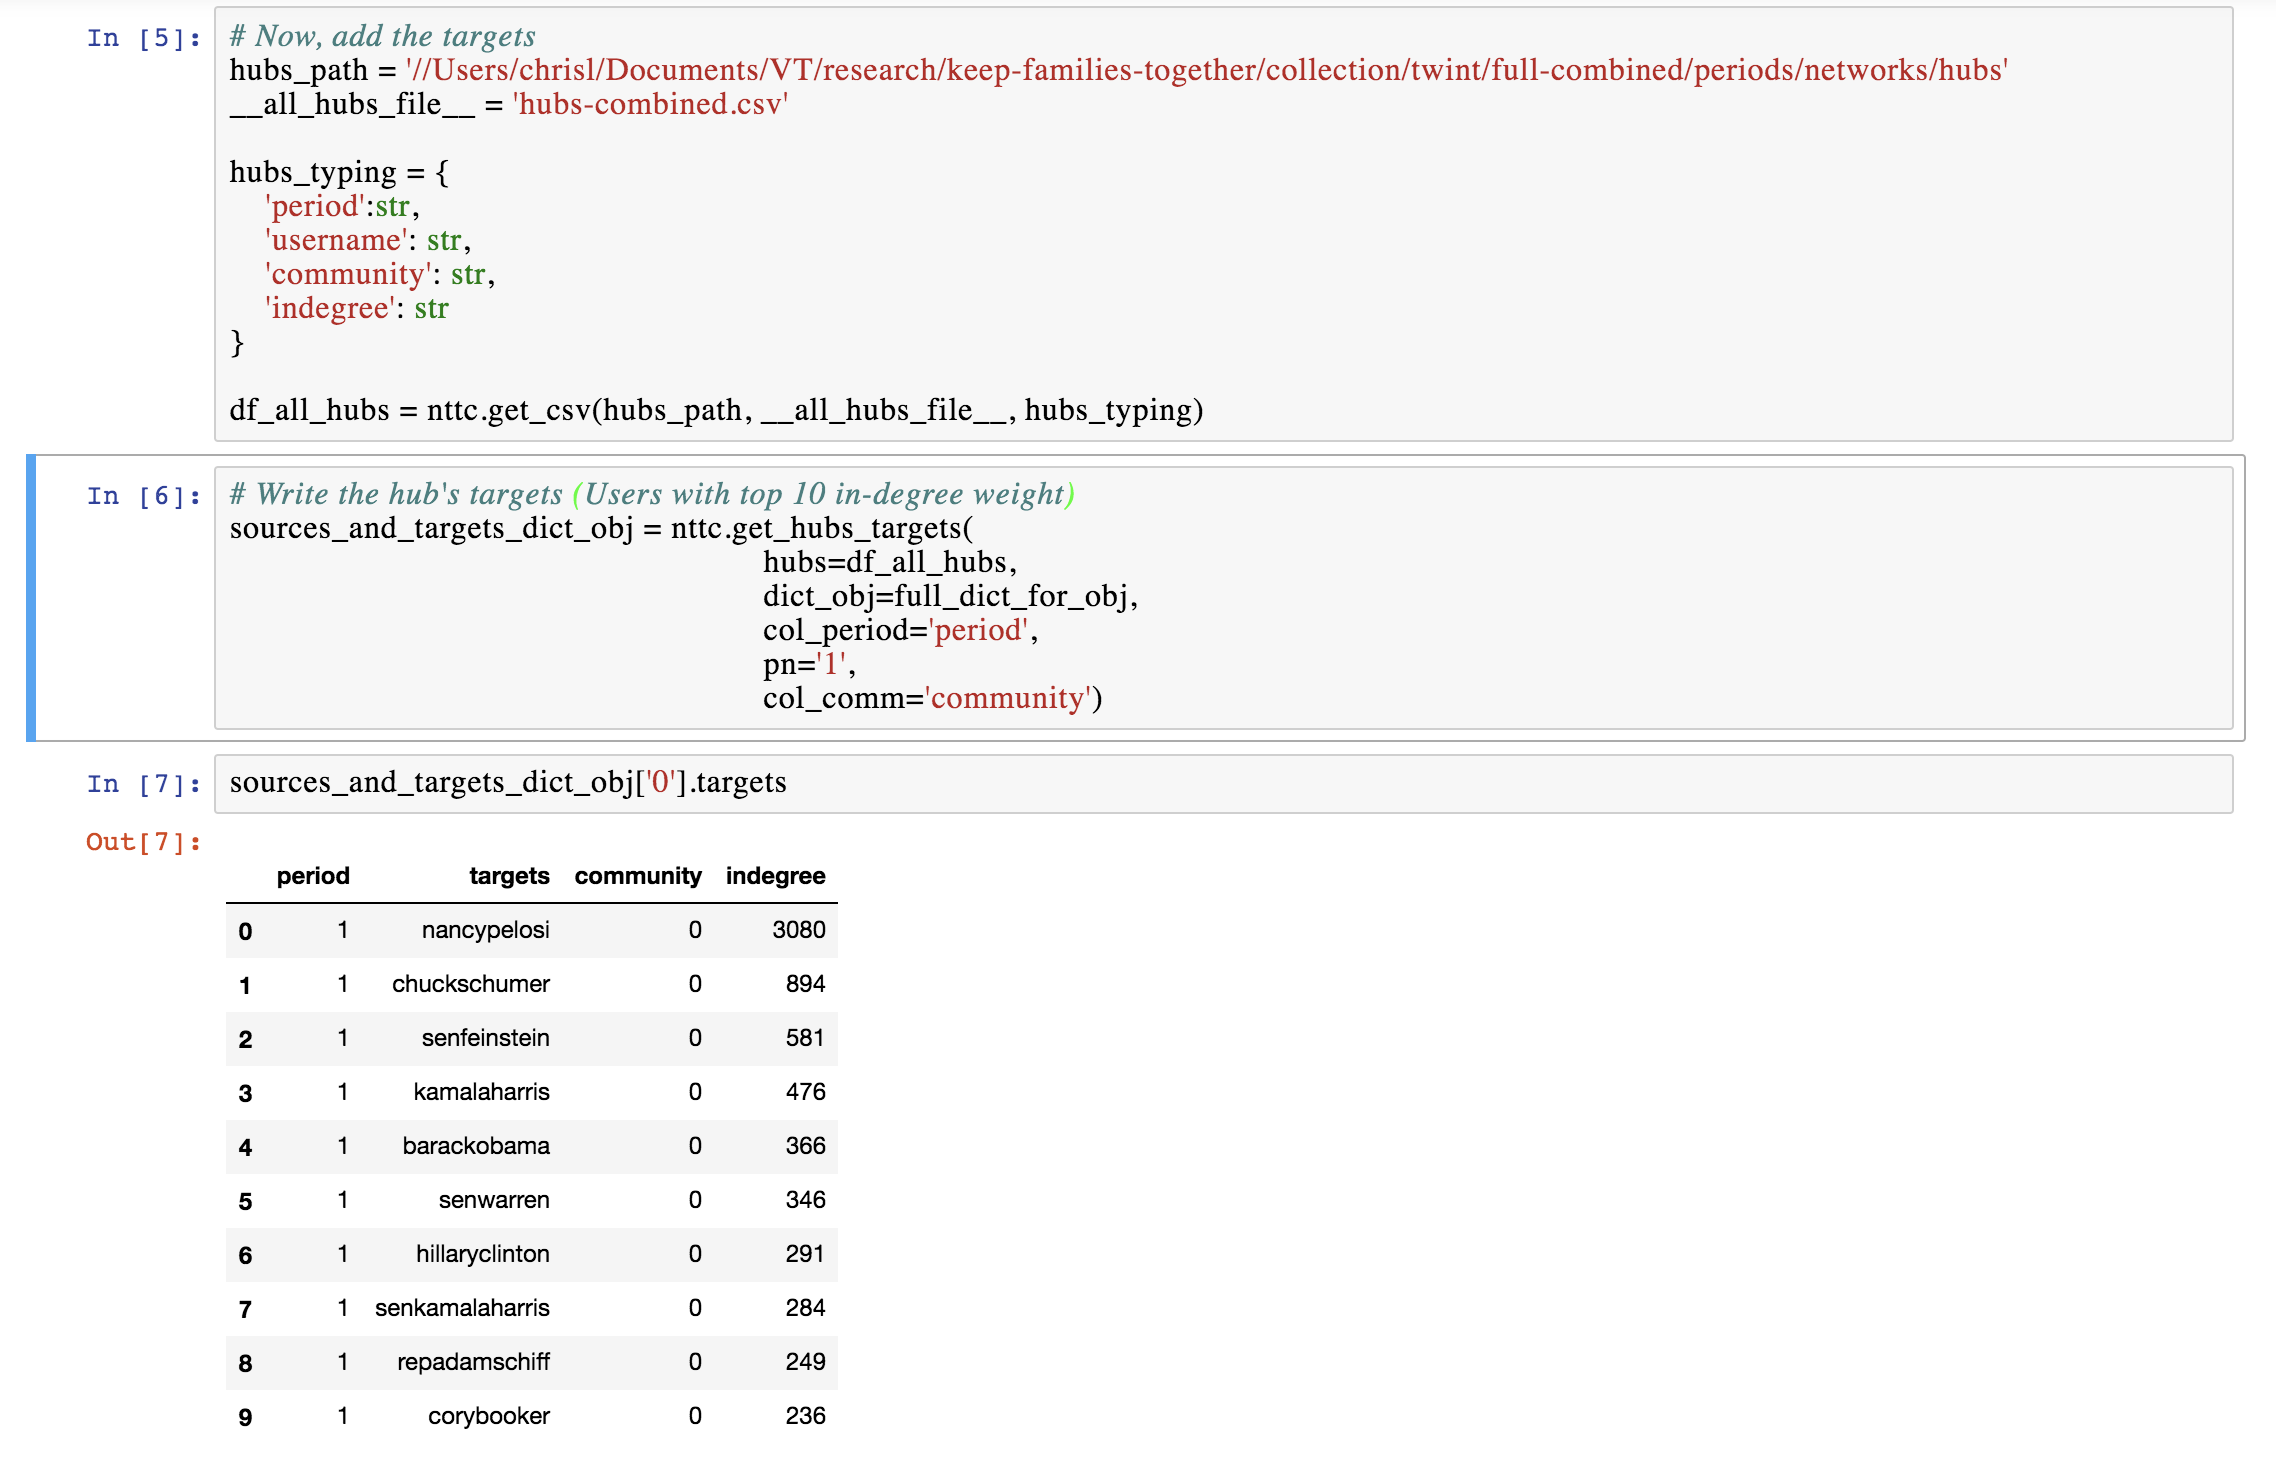 In [5]: # Now, add the targets
hubs_path = '//Users/chrisl/Documents/VT/research/keep-families-together/collection/twint/full-combined/periods/networks/hubs'
__all_hubs_file__ = 'hubs-combined.csv'
hubs_typing = {
'period':str,
'username': str,
'community': str,
'indegree': str
}
df_all_hubs = nttc.get_csv(hubs_path, __all_hubs_file__, hubs_typing)
In [6]: # Write the hub's targets (Users with top 10 in-degree weight)
sources_and_targets_dict_obj = nttc.get_hubs_targets(
hubs=df_all_hubs,
dict_obj=full_dict_for_obj,
col_period='period',
pn='1',
col_comm='community')
In [7]: sources_and_targets_dict_obj['0'].targets
Out[7]:
period targets community indegree
0 1 nancypelosi 0 3080
1 1 chuckschumer 0 894
2 1 senfeinstein 0 581
3 1 kamalaharris 0 476
4 1 barackobama 0 366
5 1 senwarren 0 346
6 1 hillaryclinton 0 291
7 1 senkamalaharris 0 284
8 1 repadamschiff 0 249
9 1 corybooker 0 236